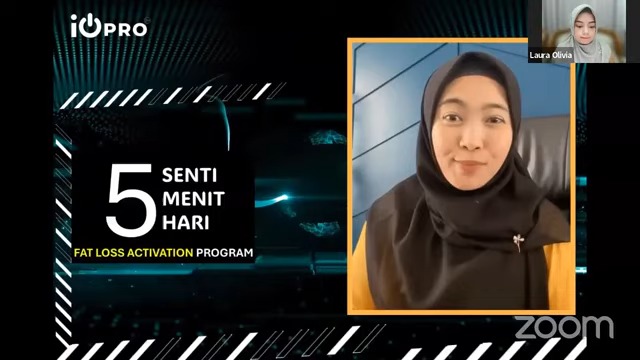 iOPRO
Laura Olivia
5
SENTI
MENIT
HARI
FAT LOSS ACTIVATION PROGRAM
zoom